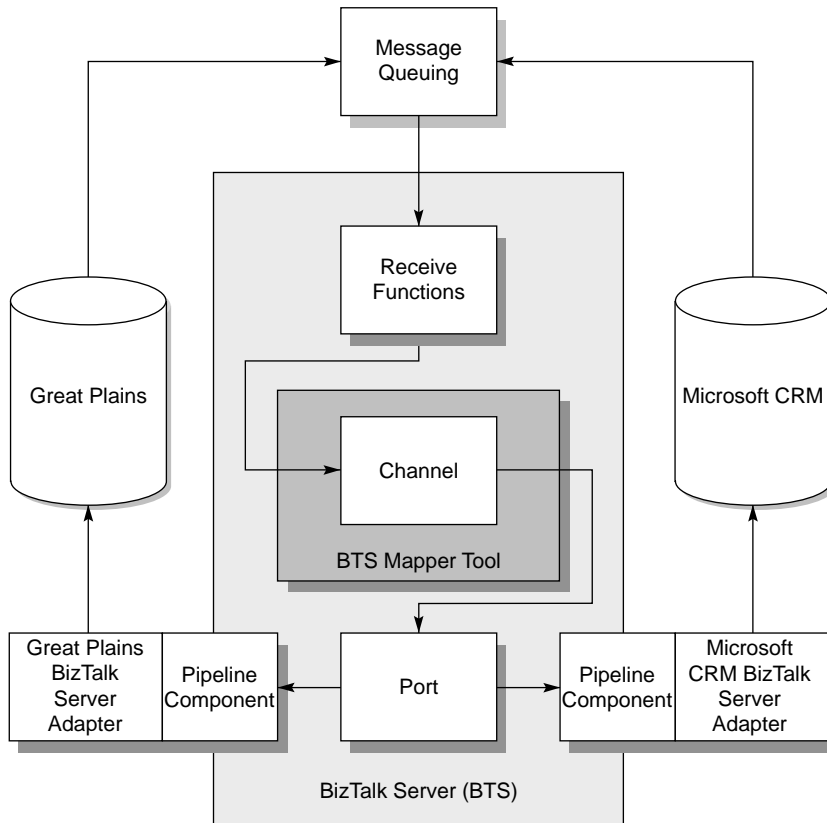 Message
Queuing
Receive
Functions
Great Plains
Microsoft CRM
Channel
BTS Mapper Tool
Great Plains
BizTalk
Server
Adapter
Pipeline
Component
Port
Pipeline
Component
Microsoft
CRM BizTalk
Server
Adapter
BizTalk Server (BTS)